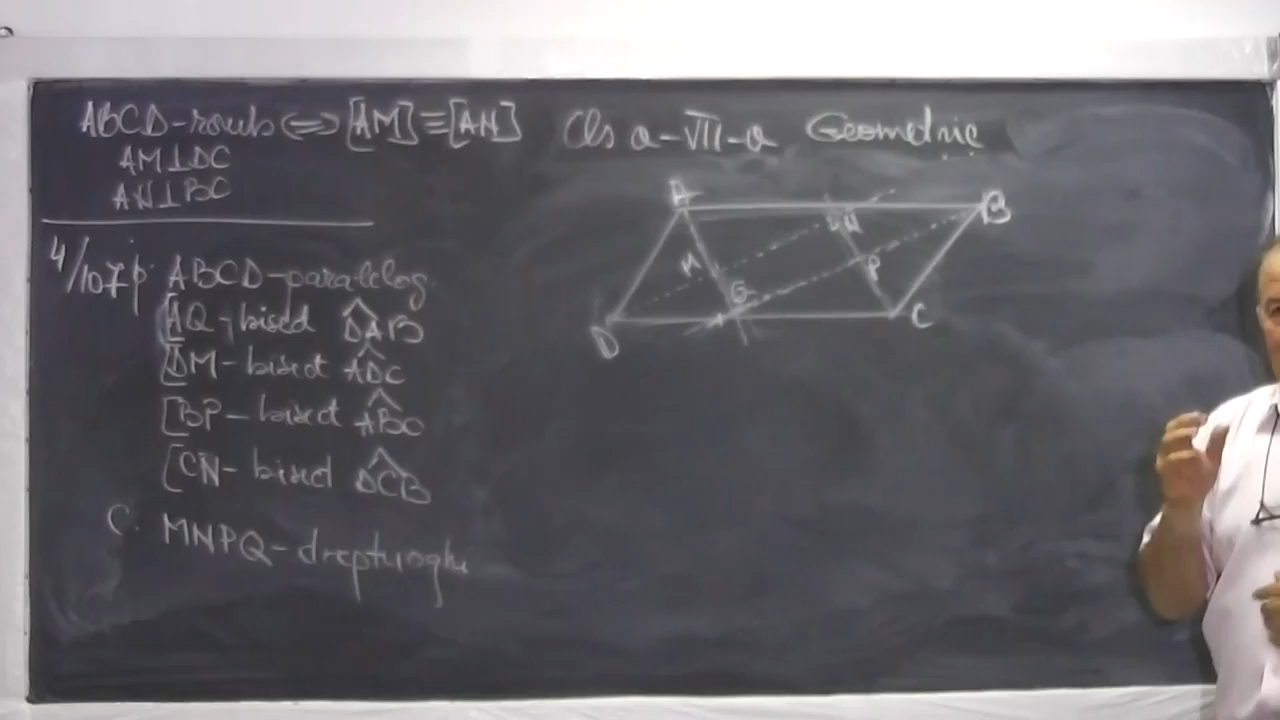 ABCD-romb ⇔ [AM]≡[AN]
AM⊥DC
AN⊥BC
Cls a-VII-a Geometrie
4/107p. ABCD-paralelog.
[AQ-bisect DAB
[DM-bisect ADC
[BP-bisect ABC
[CN-bisect DCB
C. MNPQ-dreptunghi
A
B
N
M
P
Q
D
C